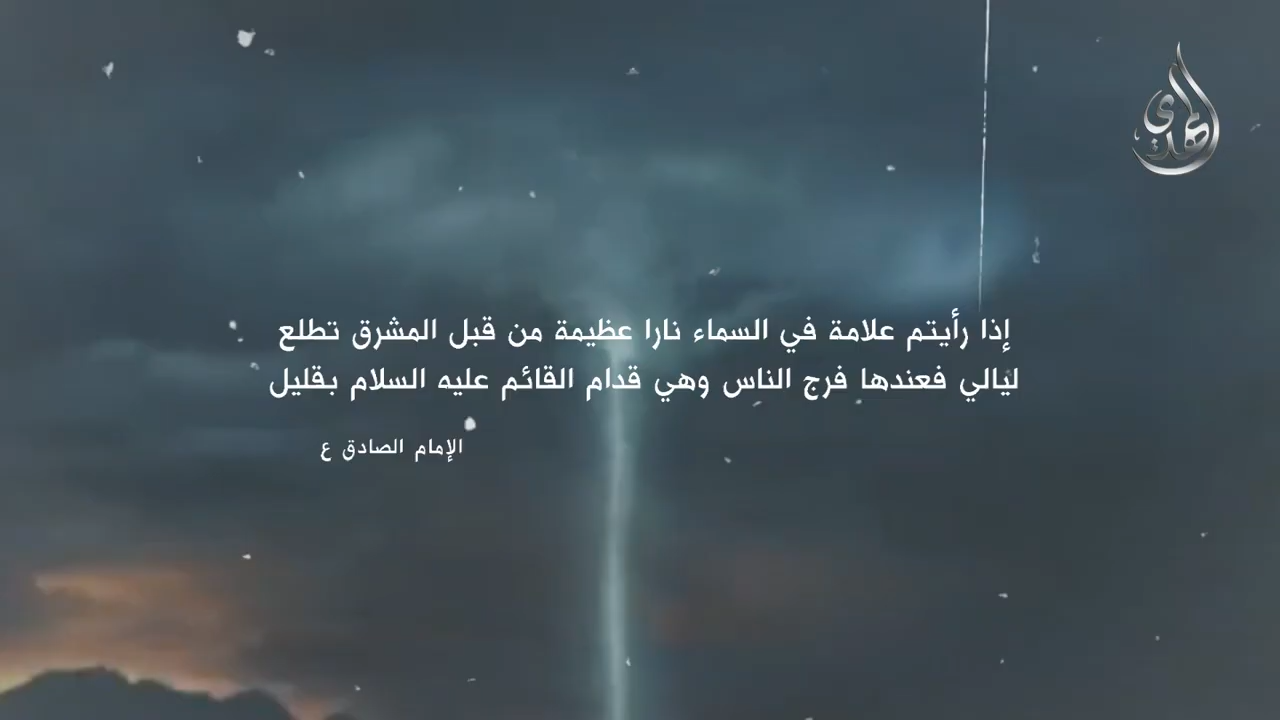 المهدي
إذا رأيتم علامة في السماء نارا عظيمة من قبل المشرق تطلع
ليالي فعندها فرج الناس وهي قدام القائم عليه السلام بقليل
الإمام الصادق ع